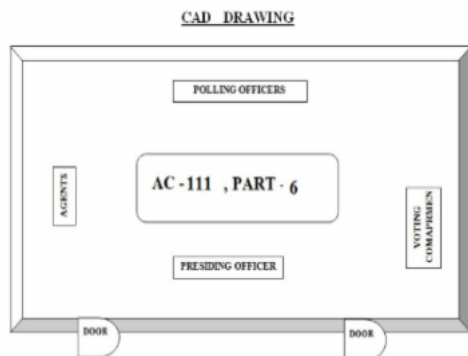 CAD DRAWING
POLLING OFFICERS
AC -111 , PART - 6
AGENTS
VOTING
COMAPRMEN
PRESIDING OFFICER
DOOR
DOOR